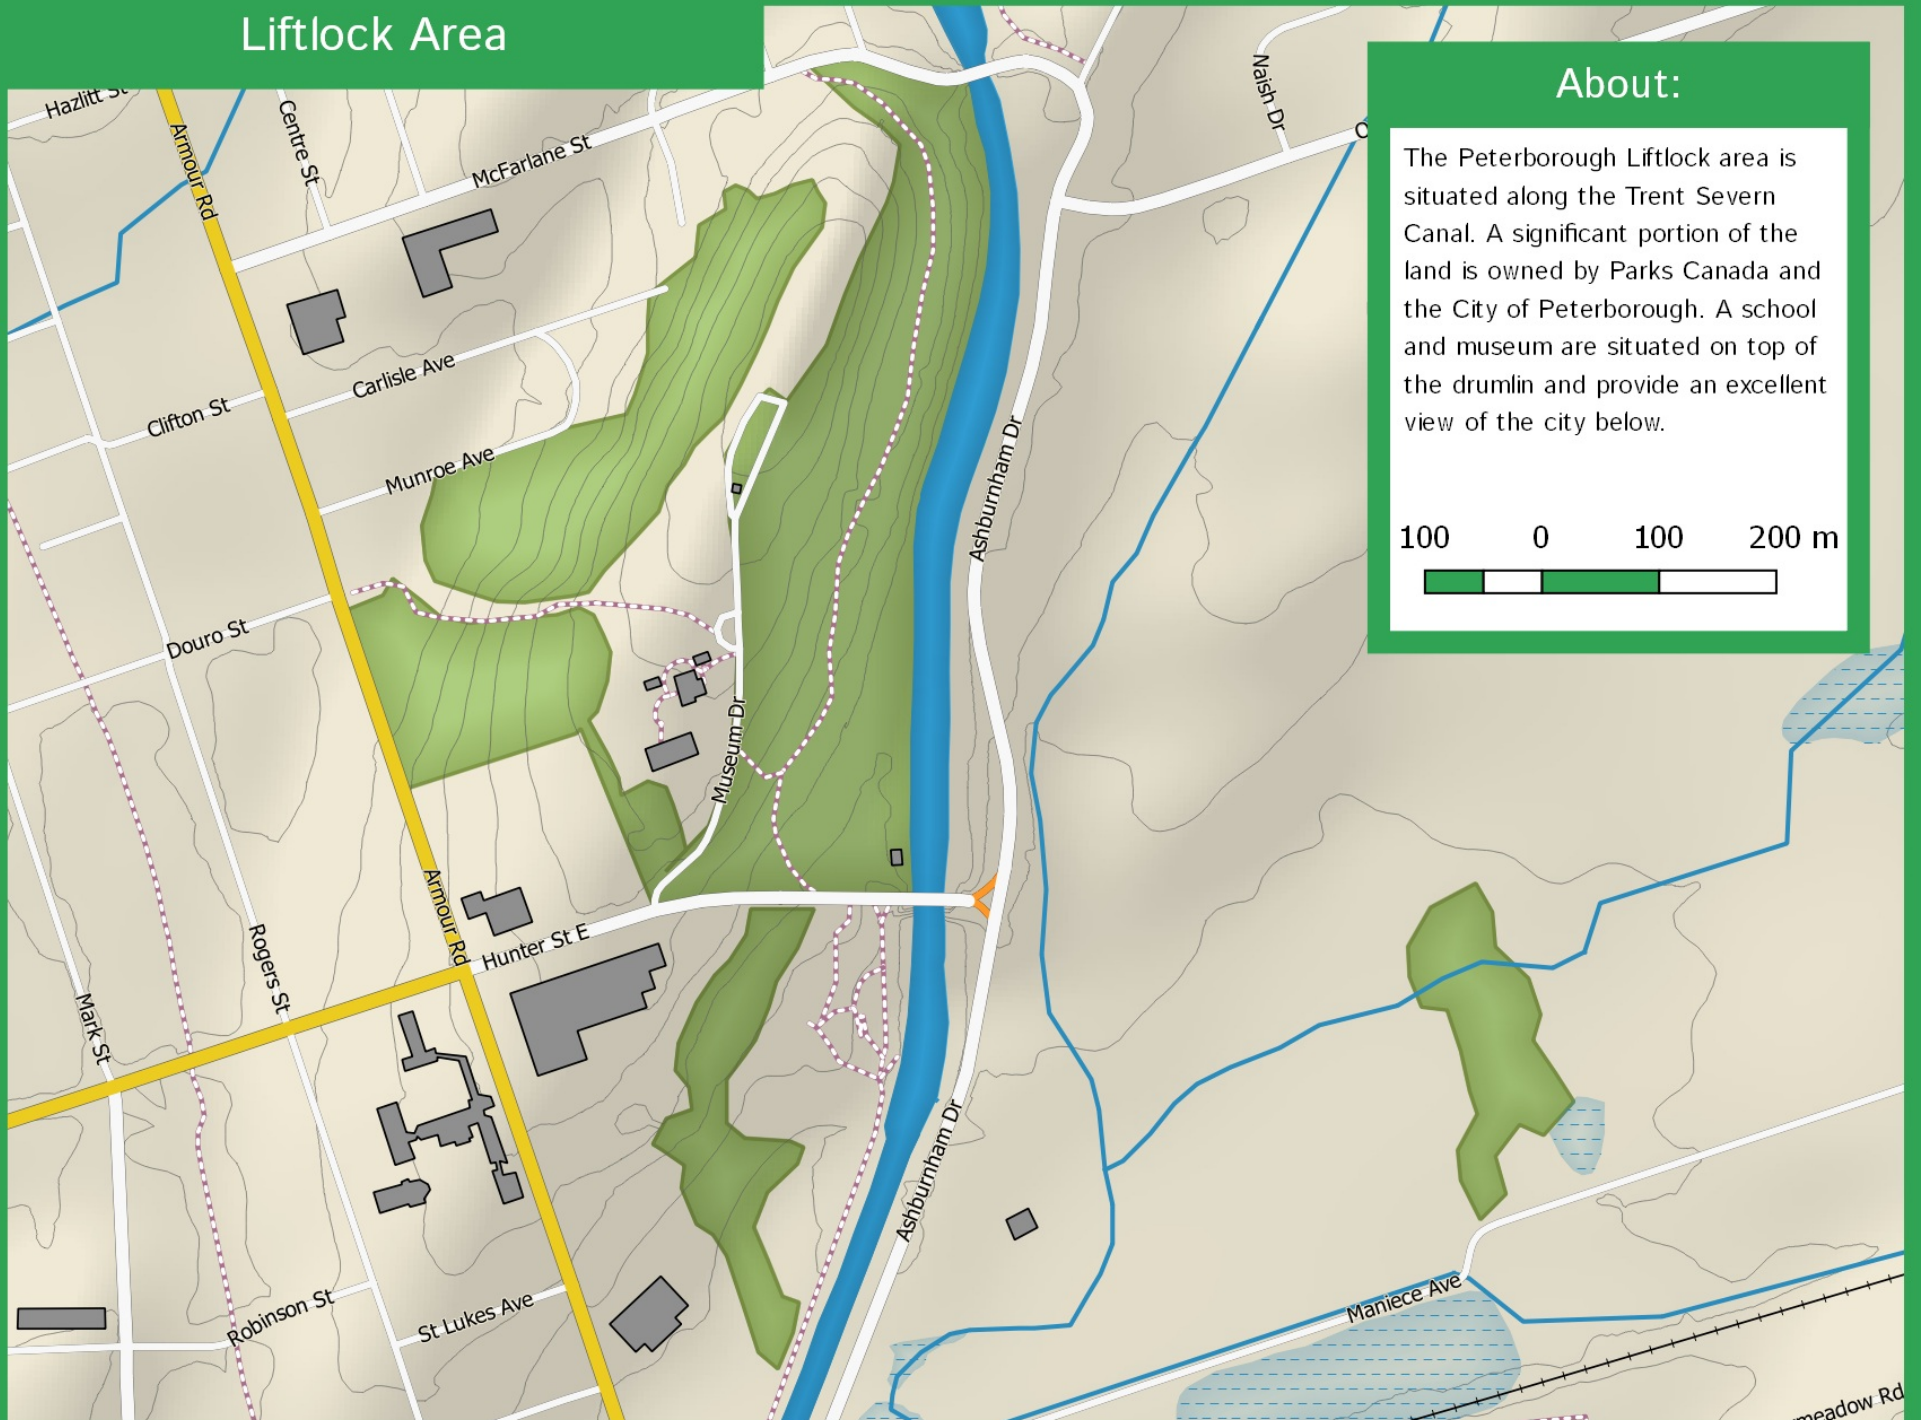 Liftlock Area
About:
The Peterborough Liftlock area is
situated along the Trent Severn
Canal. A significant portion of the
land is owned by Parks Canada and
the City of Peterborough. A school
and museum are situated on top of
the drumlin and provide an excellent
view of the city below.
100 0 100 200 m
Hazlitt St
Armour Rd
Centre St
McFarlane St
Naish Dr
Carlisle Ave
Clifton St
Munroe Ave
Ashburnham Dr
Douro St
Museum Dr
Armour Rd
Hunter St E
Rogers St
Mark St
Ashburnham Dr
Robinson St
St Lukes Ave
Maniece Ave
meadow Rd